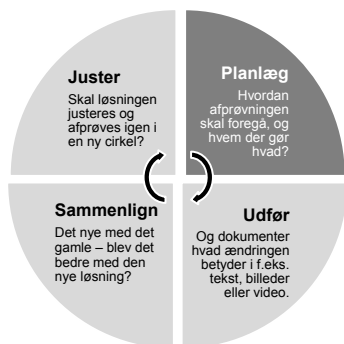 Juster
Skal løsningen
justeres og
afprøves igen i
en ny cirkel?
Planlæg
Hvordan
afprøvningen
skal foregå, og
hvem der gør
hvad?
Sammenlign
Det nye med det
gamle – blev det
bedre med den
nye løsning?
Udfør
Og dokumenter
hvad ændringen
betyder i f.eks.
tekst, billeder
eller video.